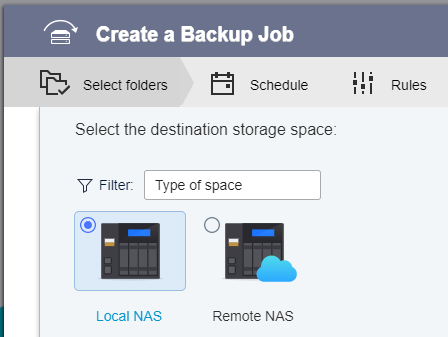 Create a Backup Job
Select folders Schedule Rules
Select the destination storage space:
Filter: Type of space
Local NAS Remote NAS